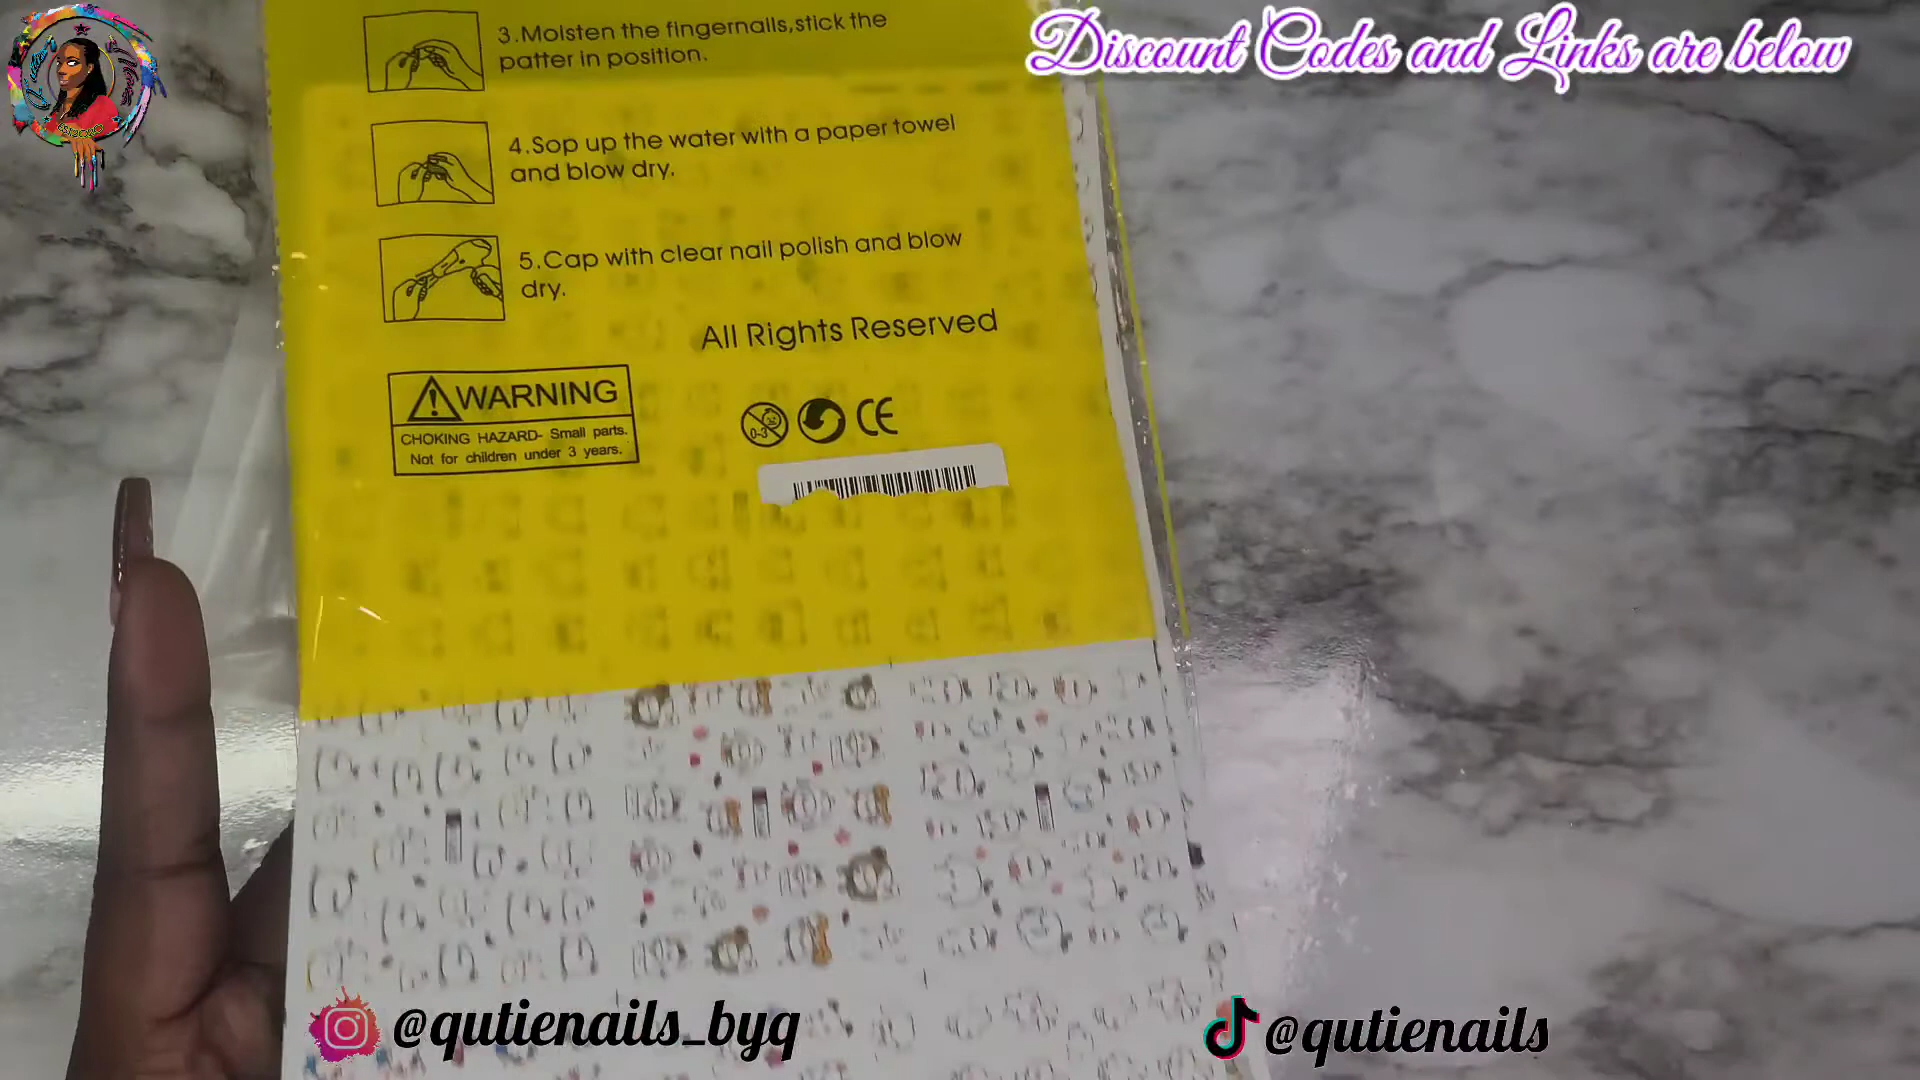 Discount Codes and Links are below
3.Moisten the fingernails,stick the
patter in position.
4.Sop up the water with a paper towel
and blow dry.
5.Cap with clear nail polish and blow
dry.
All Rights Reserved
WARNING
CHOKING HAZARD- Small parts.
Not for children under 3 years.
0-3
CE
@qutienails_byq
@qutienails